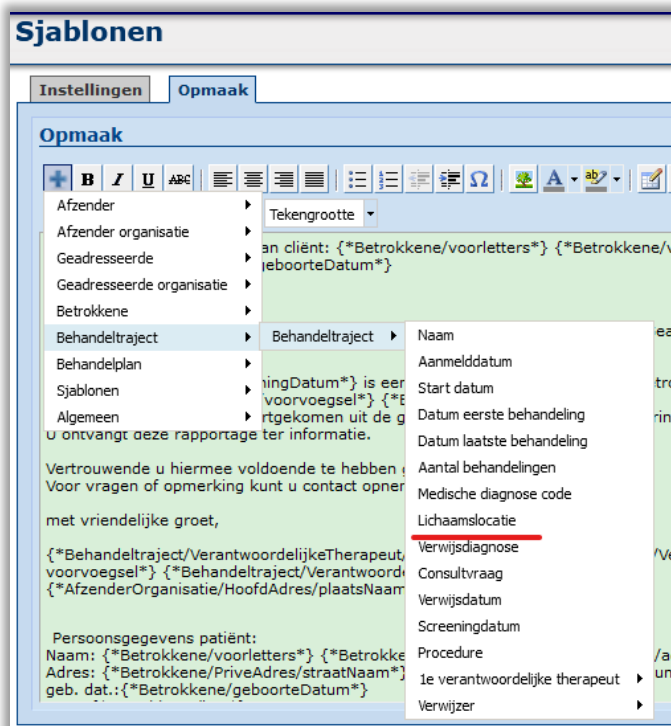 Sjablonen
Instellingen Opmaak
Opmaak
B I U ABC Ω A ab
Tekengrootte
Afzender
Afzender organisatie
Geadresseerde
Geadresseerde organisatie
Betrokkene
Behandeltraject
Behandelplan
Sjablonen
Algemeen
Behandeltraject
Naam
Aanmelddatum
Start datum
Datum eerste behandeling
Datum laatste behandeling
Aantal behandelingen
Medische diagnose code
Lichaamslocatie
Verwijsdiagnose
Consultvraag
Verwijsdatum
Screeningdatum
Procedure
1e verantwoordelijke therapeut
Verwijzer
an cliënt: {*Betrokkene/voorletters*} {*Betrokkene/v
geboorteDatum*}
ningDatum*} is eer
voorvoegsel*} {*B
rtgekomen uit de g
U ontvangt deze rapportage ter informatie.
Vertrouwende u hiermee voldoende te hebben
Voor vragen of opmerking kunt u contact opner
met vriendelijke groet,
{*Behandeltraject/VerantwoordelijkeTherapeut/
voorvoegsel*} {*Behandeltraject/Verantwoorde
{*AfzenderOrganisatie/HoofdAdres/plaatsNaam
Persoonsgegevens patiënt:
Naam: {*Betrokkene/voorletters*} {*Betrokke
Adres: {*Betrokkene/PriveAdres/straatNaam*}
geb. dat.:{*Betrokkene/geboorteDatum*}